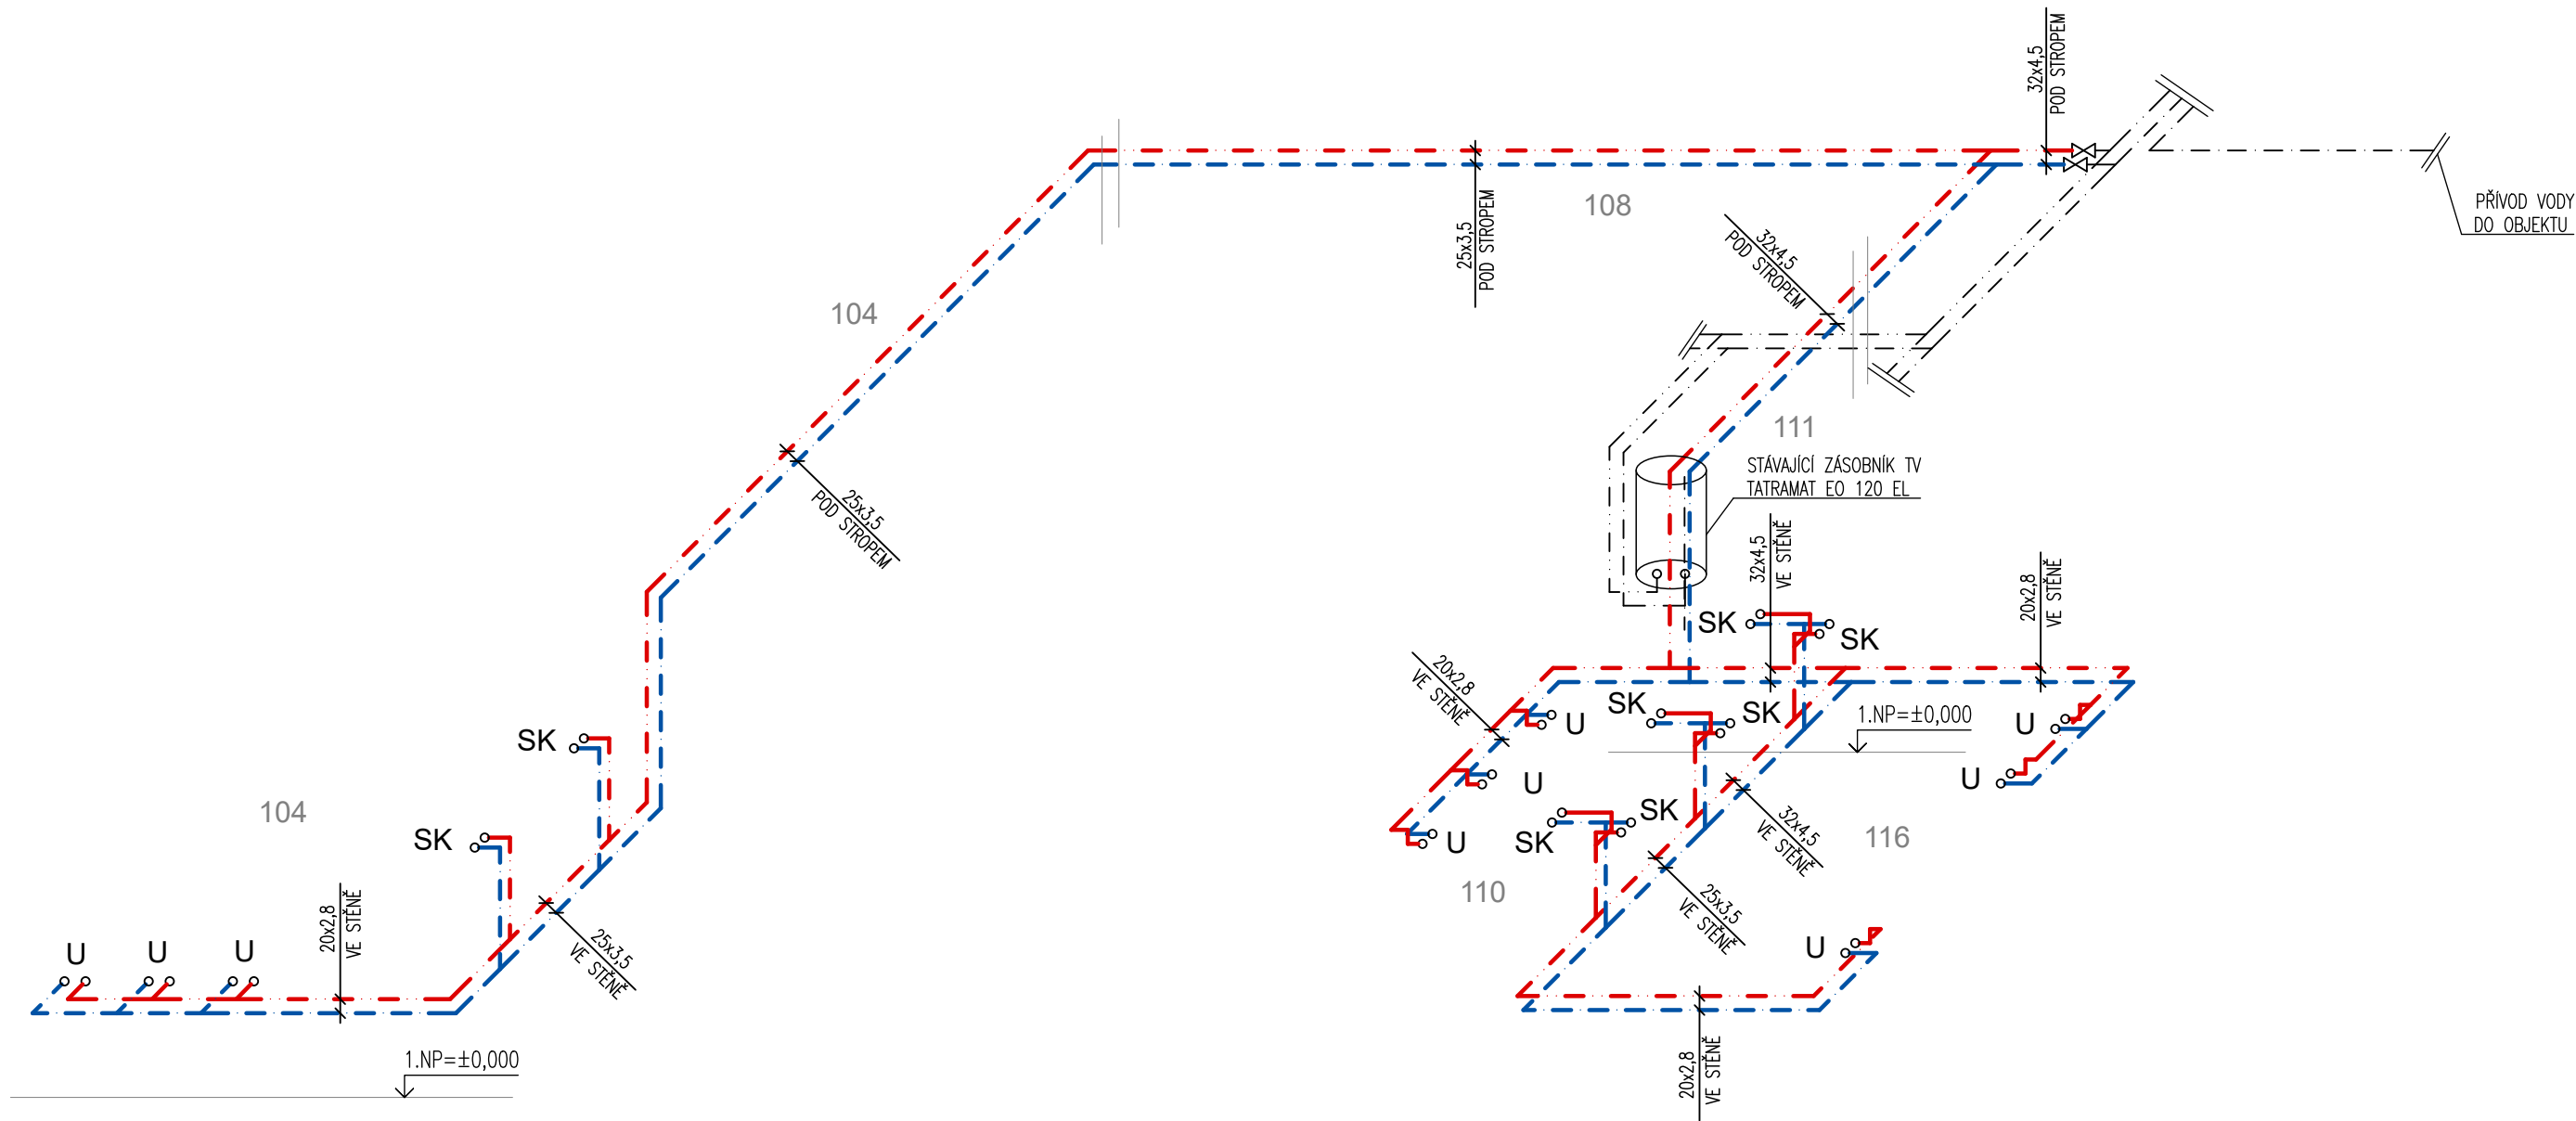 32x4,5
POD STROPEM
PŘÍVOD VODY
DO OBJEKTU
108
25x3,5
POD STROPEM
32x4,5
POD STROPEM
104
111
STÁVAJÍCÍ ZÁSOBNÍK TV
TATRAMAT EO 120 EL
25x3,5
POD STROPEM
32x4,5
VE STĚNĚ
20x2,8
VE STĚNĚ
SK
SK
20x2,8
VE STĚNĚ
SK
SK
U
1.NP=±0,000
U
SK
U
U
104
SK
SK
SK
U
32x4,5
VE STĚNĚ
116
110
25x3,5
VE STĚNĚ
20x2,8
VE STĚNĚ
25x3,5
VE STĚNĚ
U
U
U
U
1.NP=±0,000
20x2,8
VE STĚNĚ